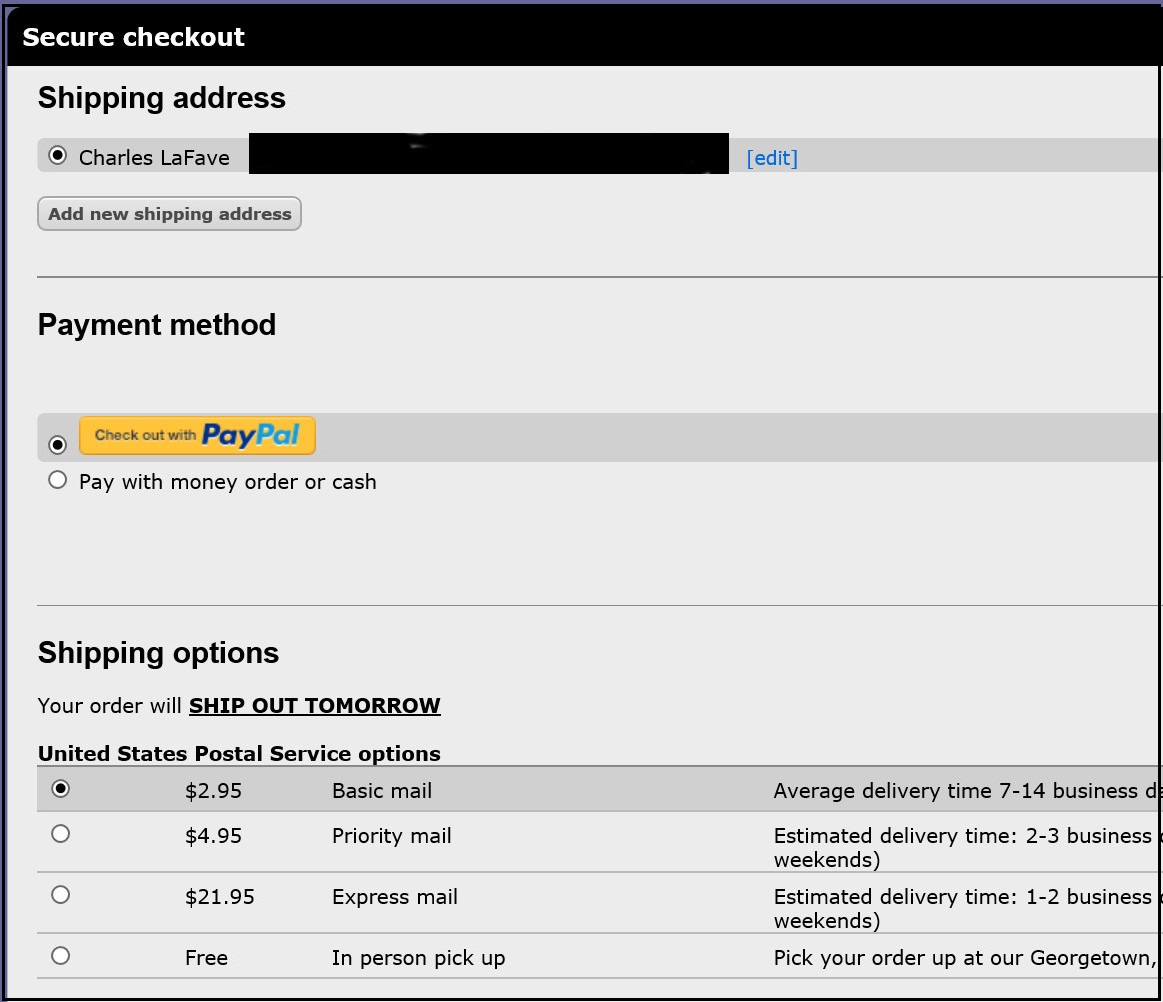 Secure checkout
Shipping address
Charles LaFave [edit]
Add new shipping address
Payment method
Check out with PayPal
Pay with money order or cash
Shipping options
Your order will SHIP OUT TOMORROW
United States Postal Service options
$2.95 Basic mail Average delivery time 7-14 business
$4.95 Priority mail Estimated delivery time: 2-3 business
weekends)
$21.95 Express mail Estimated delivery time: 1-2 business
weekends)
Free In person pick up Pick your order up at our Georgetown,